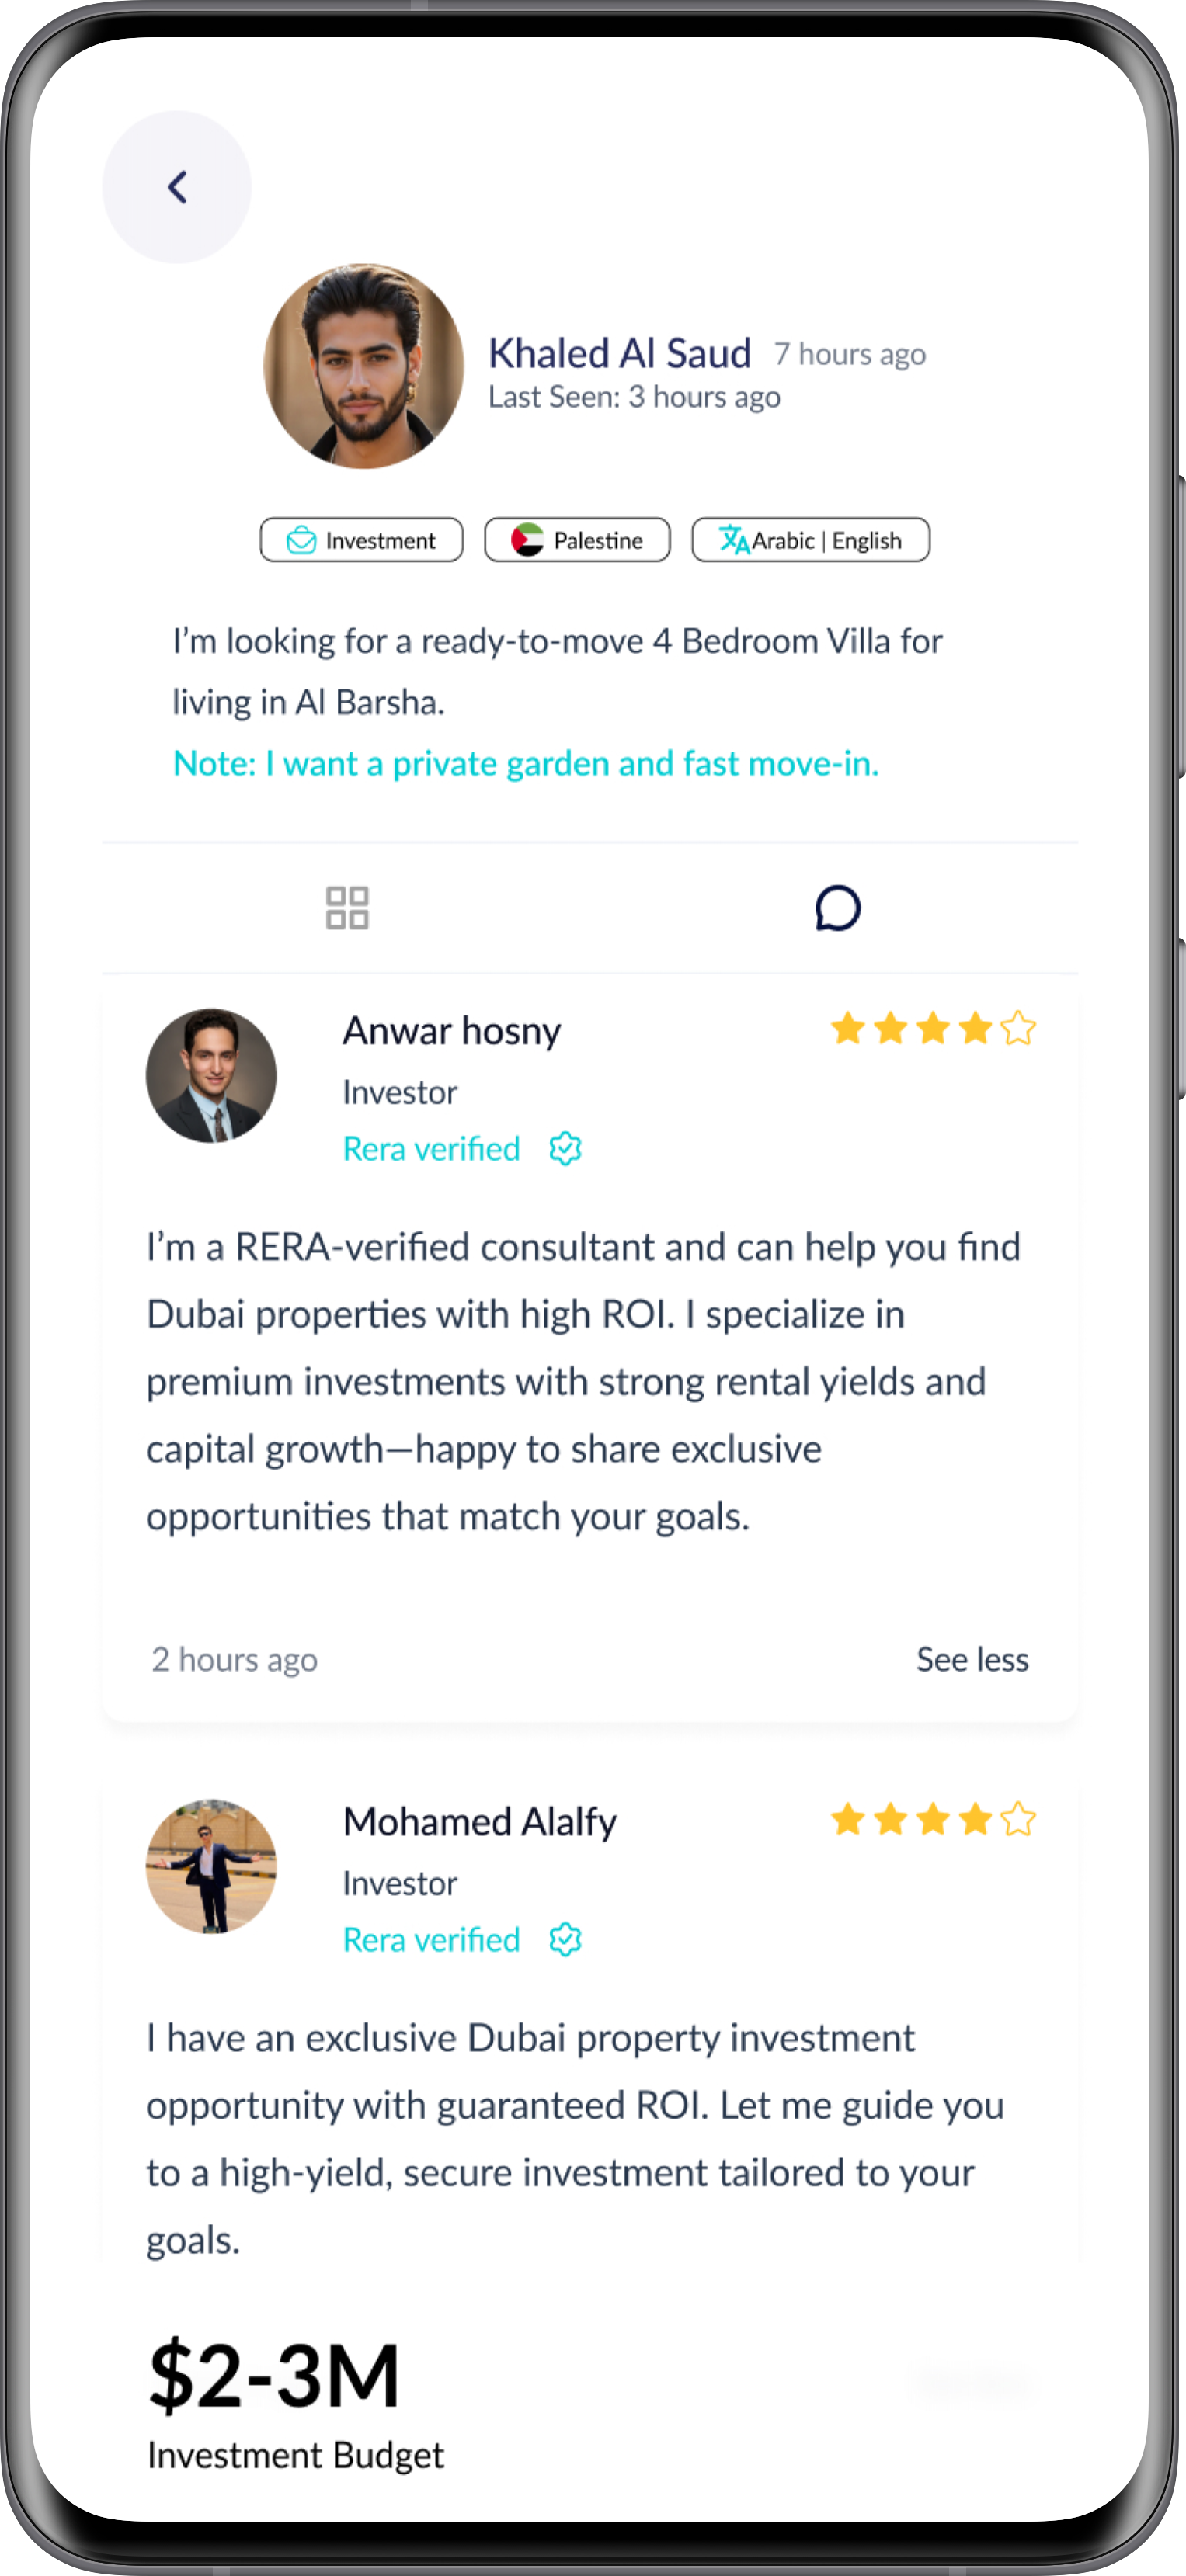 Khaled Al Saud 7 hours ago
Last Seen: 3 hours ago
Investment
Palestine
Arabic | English
I’m looking for a ready-to-move 4 Bedroom Villa for
living in Al Barsha.
Note: I want a private garden and fast move-in.
Anwar hosny
Investor
Rera verified
I’m a RERA-verified consultant and can help you find
Dubai properties with high ROI. I specialize in
premium investments with strong rental yields and
capital growth—happy to share exclusive
opportunities that match your goals.
2 hours ago
See less
Mohamed Alalfy
Investor
Rera verified
I have an exclusive Dubai property investment
opportunity with guaranteed ROI. Let me guide you
to a high-yield, secure investment tailored to your
goals.
$2-3M
Investment Budget